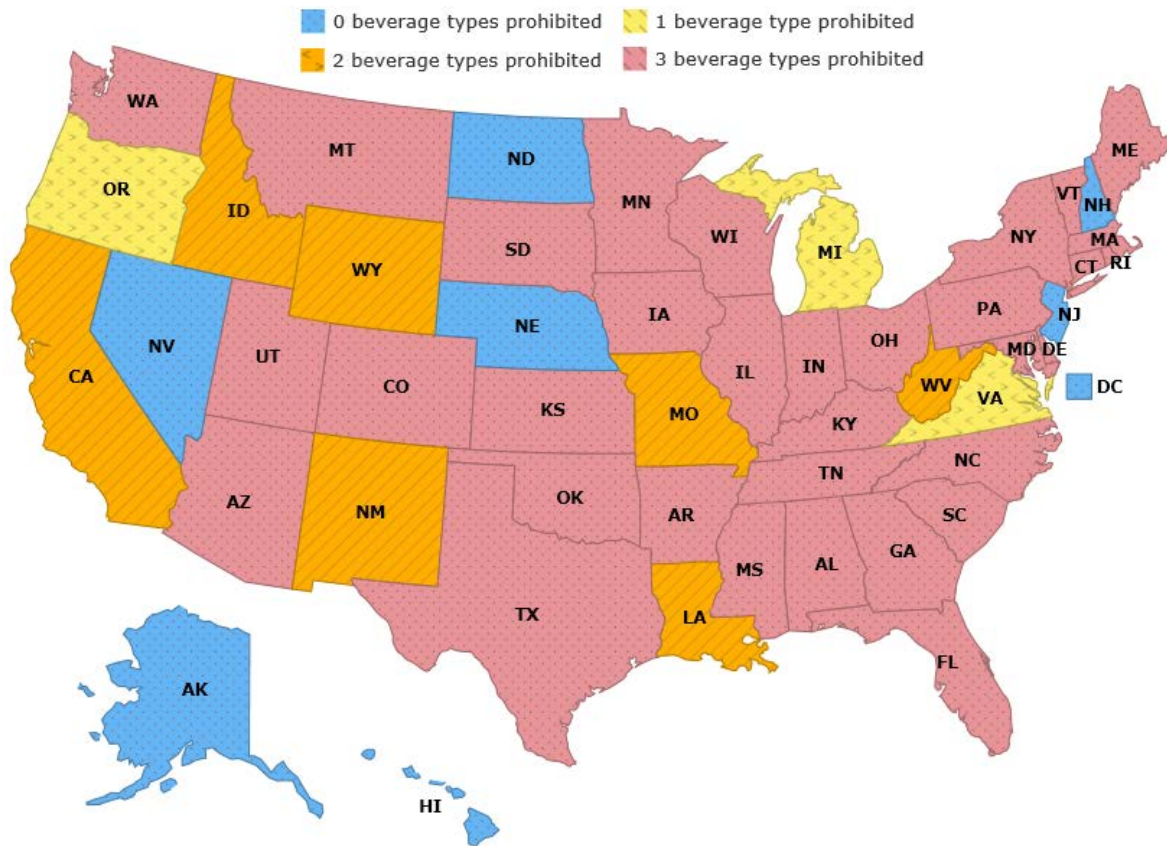 0 beverage types prohibited
1 beverage type prohibited
2 beverage types prohibited
3 beverage types prohibited
WA
MT
ND
MN
ME
OR
ID
SD
WI
MI
NY
VT
NH
MA
CT
RI
WY
NE
IA
PA
NJ
NV
UT
CO
KS
MO
IL
IN
OH
WV
MD
DE
DC
CA
KY
VA
AZ
NM
OK
AR
TN
NC
SC
TX
LA
MS
AL
GA
FL
AK
HI